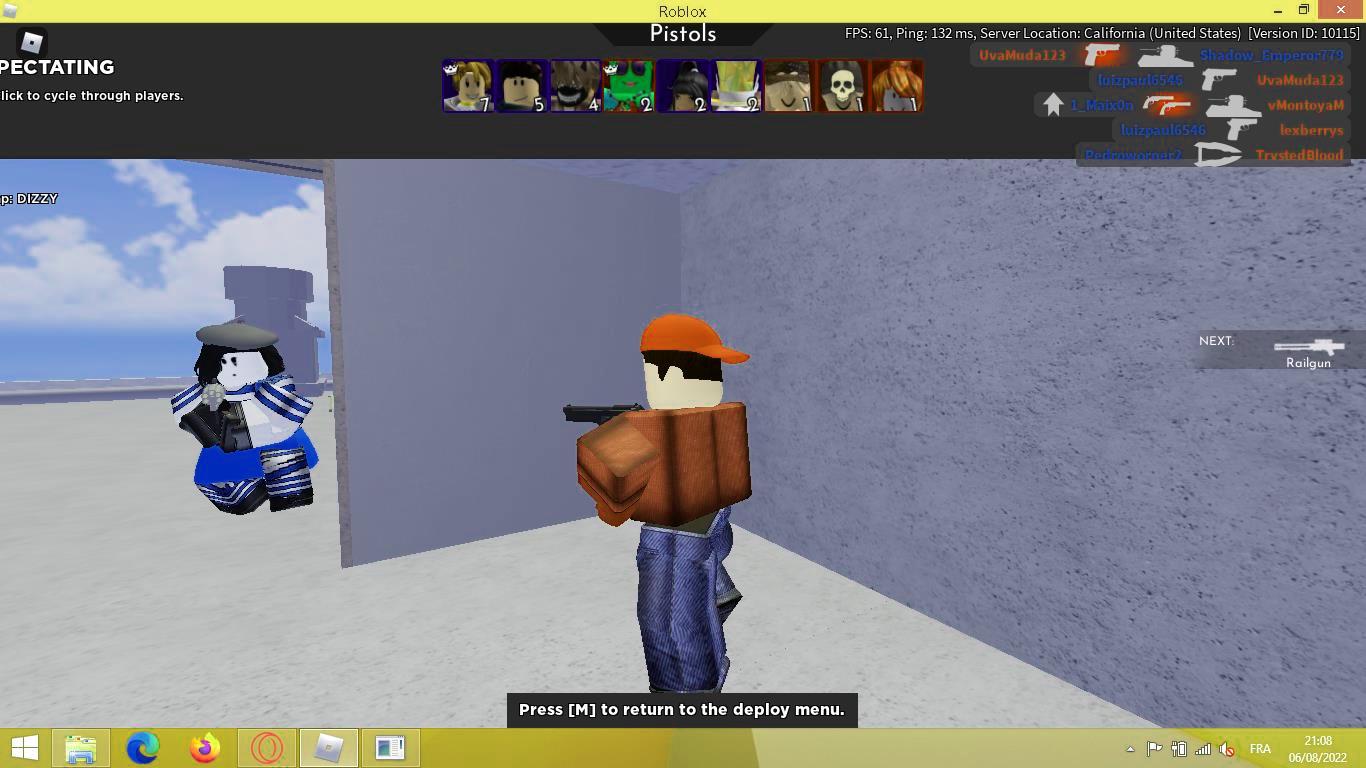 Roblox
Pistols
FPS: 61, Ping: 132 ms, Server Location: California (United States) [Version ID: 10115]
PECTATING
lick to cycle through players.
7 5 4 2 2 2 1 1 1
UvaMuda123 Shadow_Emperor779
luizpaul6546 UvaMuda123
1_Maix0n vMontoyaM
luizpaul6546 lexberrys
TrvstedBlood
p: DIZZY
NEXT:
Railgun
Press [M] to return to the deploy menu.
FRA
21:08
06/08/2022